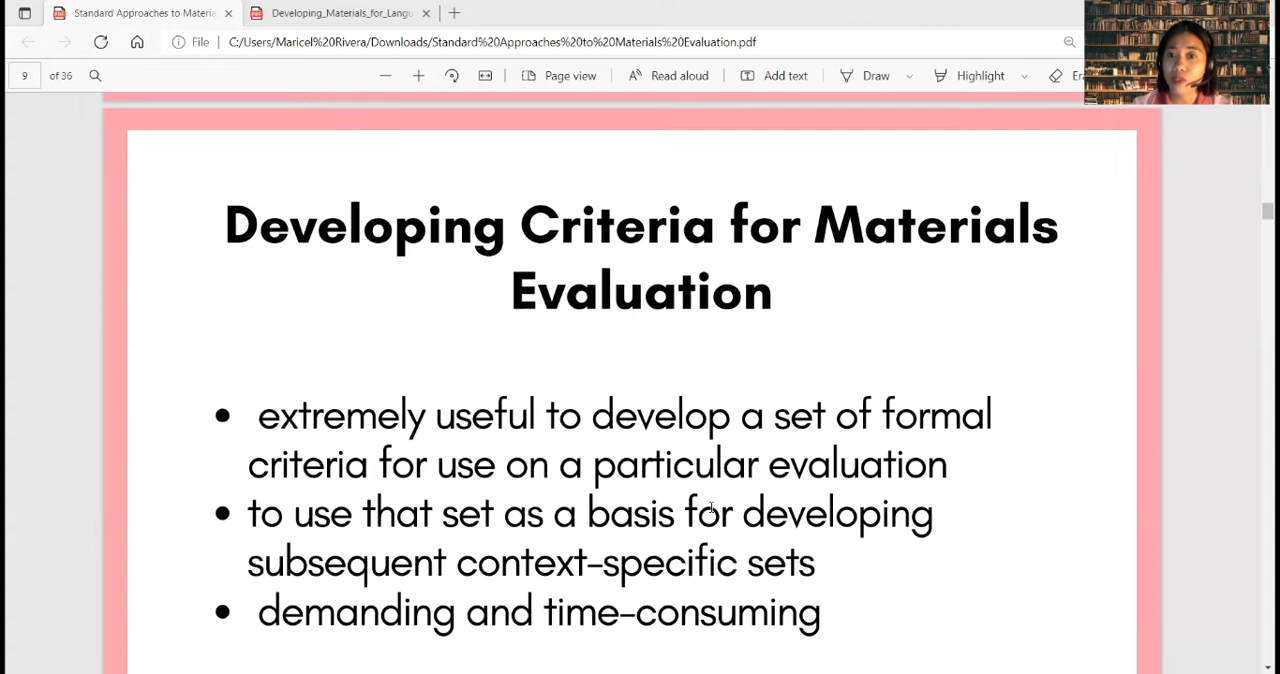 Standard Approaches to Materia
Developing_Materials_for_Langu
File
C:/Users/Maricel%20Rivera/Downloads/Standard%20Approaches%20to%20Materials%20Evaluation.pdf
9 of 36
Page view
Read aloud
Add text
Draw
Highlight
Era
Developing Criteria for Materials
Evaluation
• extremely useful to develop a set of formal
criteria for use on a particular evaluation
• to use that set as a basis for developing
subsequent context-specific sets
• demanding and time-consuming